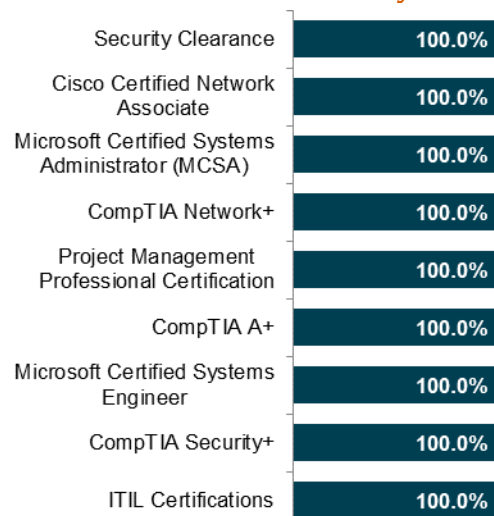 Security Clearance 100.0%
Cisco Certified Network
Associate 100.0%
Microsoft Certified Systems
Administrator (MCSA) 100.0%
CompTIA Network+ 100.0%
Project Management
Professional Certification 100.0%
CompTIA A+ 100.0%
Microsoft Certified Systems
Engineer 100.0%
CompTIA Security+ 100.0%
ITIL Certifications 100.0%